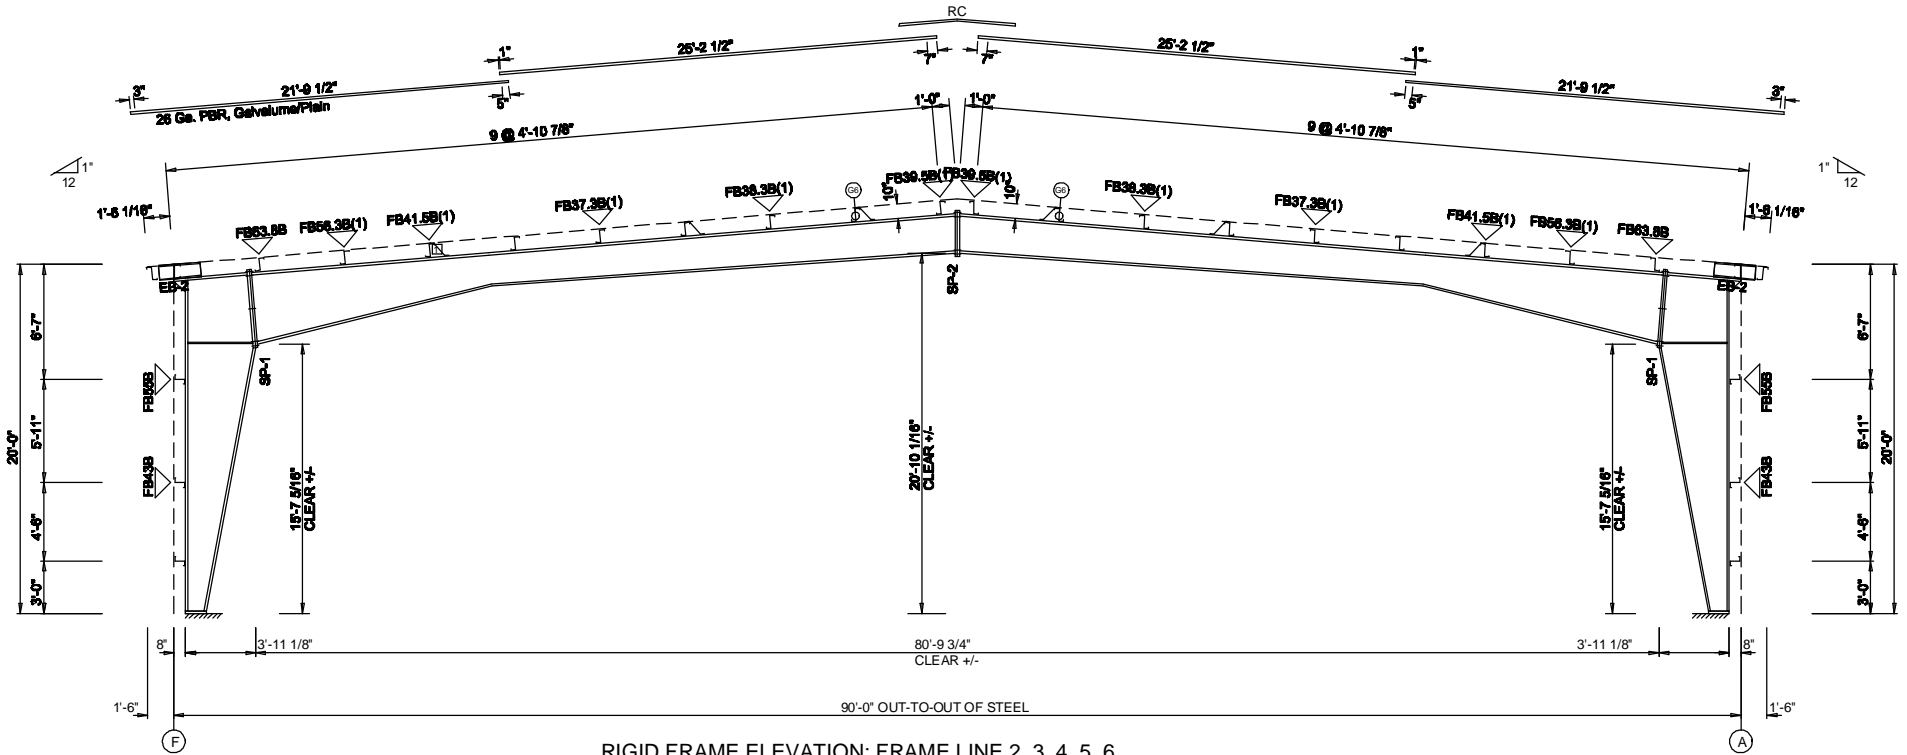 RC
25'-2 1/2"
25'-2 1/2"
1"
1"
7"
7"
21'-9 1/2"
21'-9 1/2"
3"
3"
5"
5"
26 Ga. PBR, Galvalume/Plain
1'-0"
1'-0"
9 @ 4'-10 7/8"
9 @ 4'-10 7/8"
1"
12
1"
12
1'-6 1/16"
1'-6 1/16"
FB63.8B
FB56.3B(1)
FB41.5B(1)
FB37.3B(1)
FB38.3B(1)
G6
10"
FB39.5B(1)
FB39.5B(1)
10"
G6
FB38.3B(1)
FB37.3B(1)
FB41.5B(1)
FB56.3B(1)
FB63.8B
EB-2
EB-2
SP-2
SP-1
SP-1
6'-7"
6'-7"
FB55B
FB55B
5'-11"
5'-11"
20'-0"
20'-0"
FB43B
FB43B
4'-6"
4'-6"
3'-0"
3'-0"
15'-7 5/16"
CLEAR +/-
20'-10 1/16"
CLEAR +/-
15'-7 5/16"
CLEAR +/-
8"
3'-11 1/8"
80'-9 3/4"
CLEAR +/-
3'-11 1/8"
8"
1'-6"
90'-0" OUT-TO-OUT OF STEEL
1'-6"
F
A
RIGID FRAME ELEVATION: FRAME LINE 2, 3, 4, 5, 6